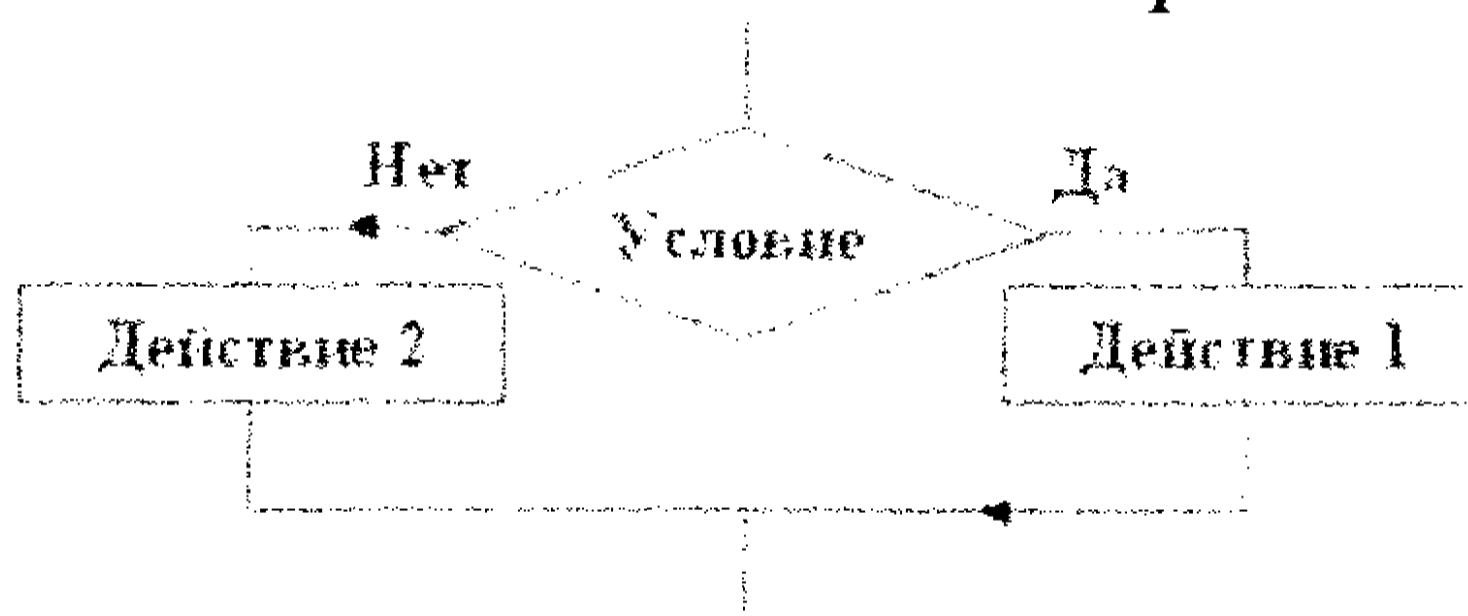 Нет
Да
Условие
Действие 2
Действие 1